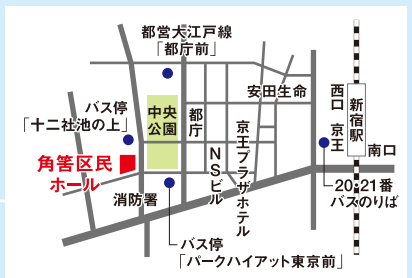 都営大江戸線
「都庁前」
安田生命
西口
京王
新宿駅
南口
中央
公園
都庁
バス停
「十二社池の上」
京王プラザホテル
NSビル
角筈区民
ホール
消防署
20・21番
バスのりば
バス停
「パークハイアット東京前」